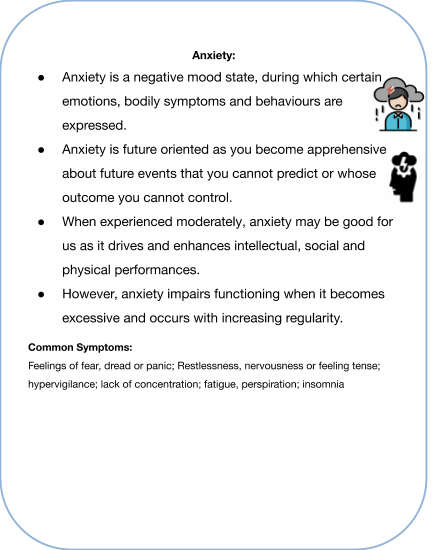 Anxiety:
● Anxiety is a negative mood state, during which certain
emotions, bodily symptoms and behaviours are
expressed.
● Anxiety is future oriented as you become apprehensive
about future events that you cannot predict or whose
outcome you cannot control.
● When experienced moderately, anxiety may be good for
us as it drives and enhances intellectual, social and
physical performances.
● However, anxiety impairs functioning when it becomes
excessive and occurs with increasing regularity.
Common Symptoms:
Feelings of fear, dread or panic; Restlessness, nervousness or feeling tense;
hypervigilance; lack of concentration; fatigue, perspiration; insomnia